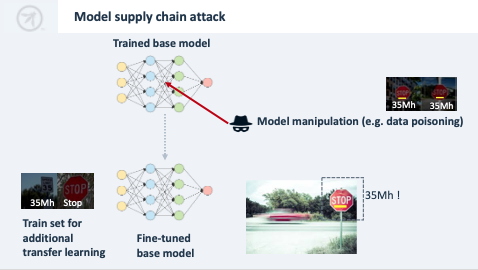 Model supply chain attack
Trained base model
35Mh 35Mh
Model manipulation (e.g. data poisoning)
STOP
35Mh Stop
STOP
35Mh !
Train set for
additional
transfer learning
Fine-tuned
base model